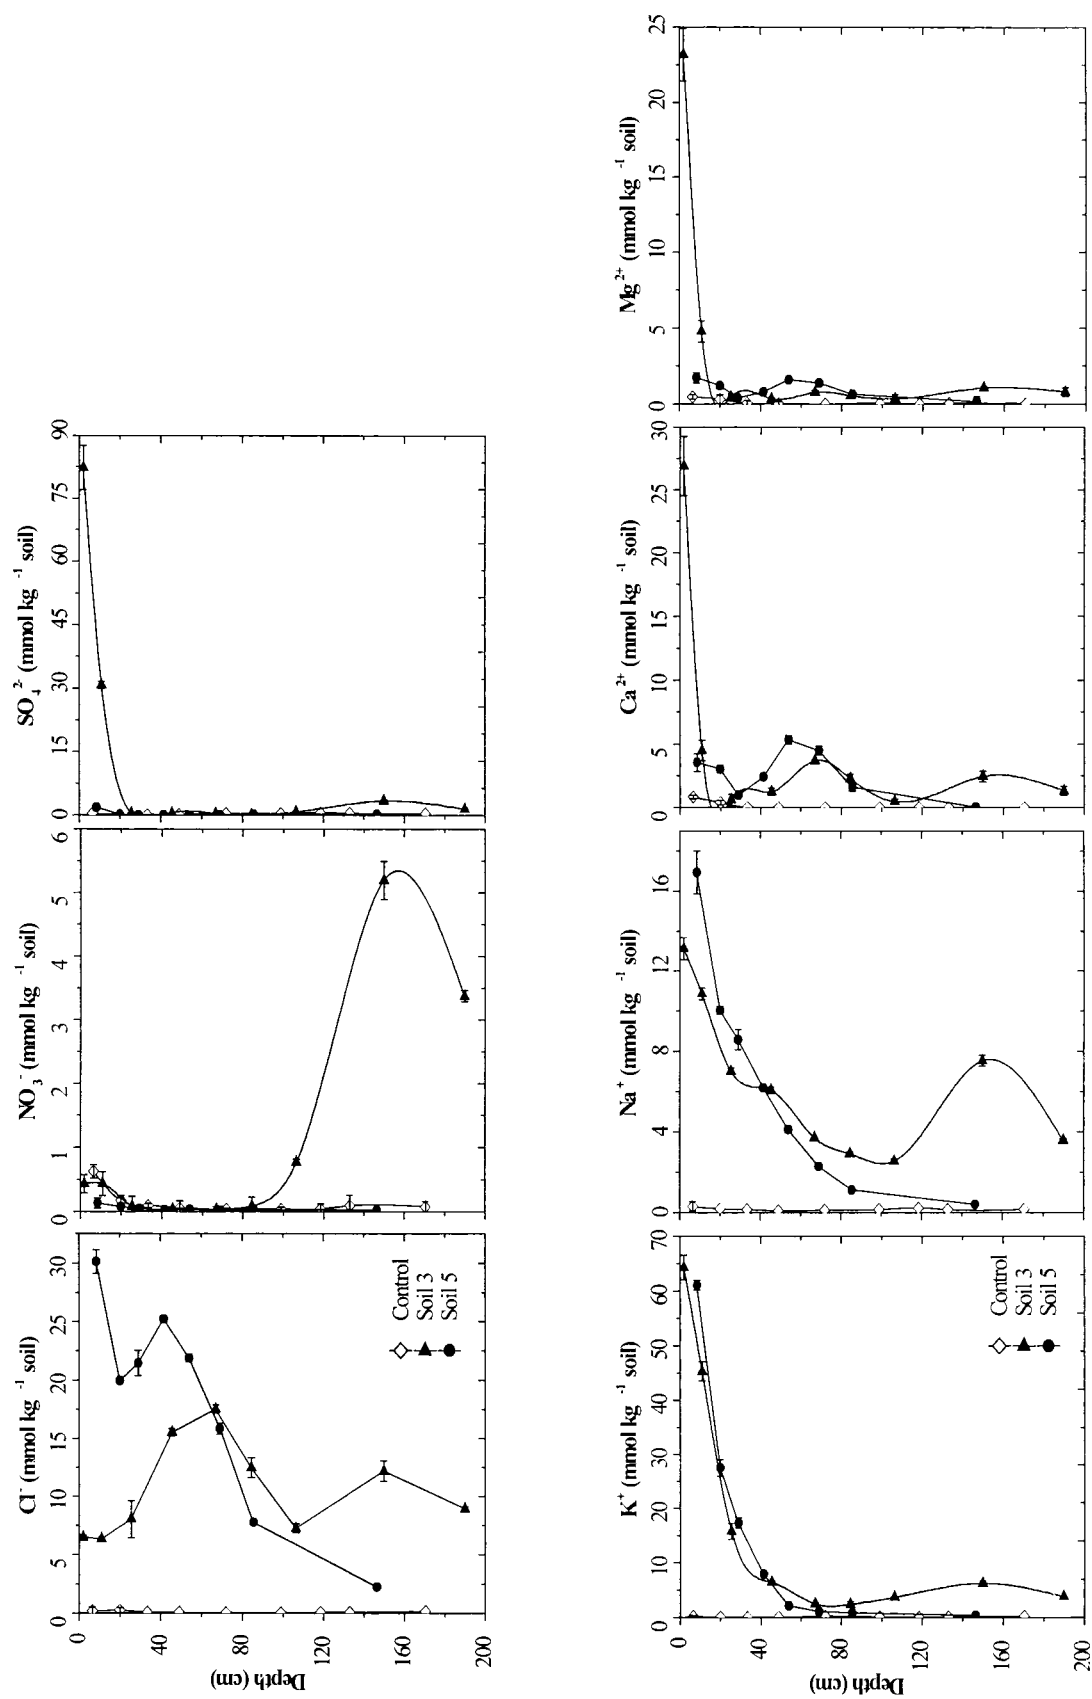 Cl⁻ (mmol kg⁻¹ soil)
NO₃⁻ (mmol kg⁻¹ soil)
SO₄²⁻ (mmol kg⁻¹ soil)
0 5 10 15 20 25 30
0 1 2 3 4 5 6
0 15 30 45 60 75 90
Depth (cm)
0
40
80
120
160
200
Control
Soil 3
Soil 5
K⁺ (mmol kg⁻¹ soil)
Na⁺ (mmol kg⁻¹ soil)
Ca²⁺ (mmol kg⁻¹ soil)
Mg²⁺ (mmol kg⁻¹ soil)
0 10 20 30 40 50 60 70
0 4 8 12 16
0 5 10 15 20 25 30
0 5 10 15 20 25
Depth (cm)
0
40
80
120
160
200
Control
Soil 3
Soil 5